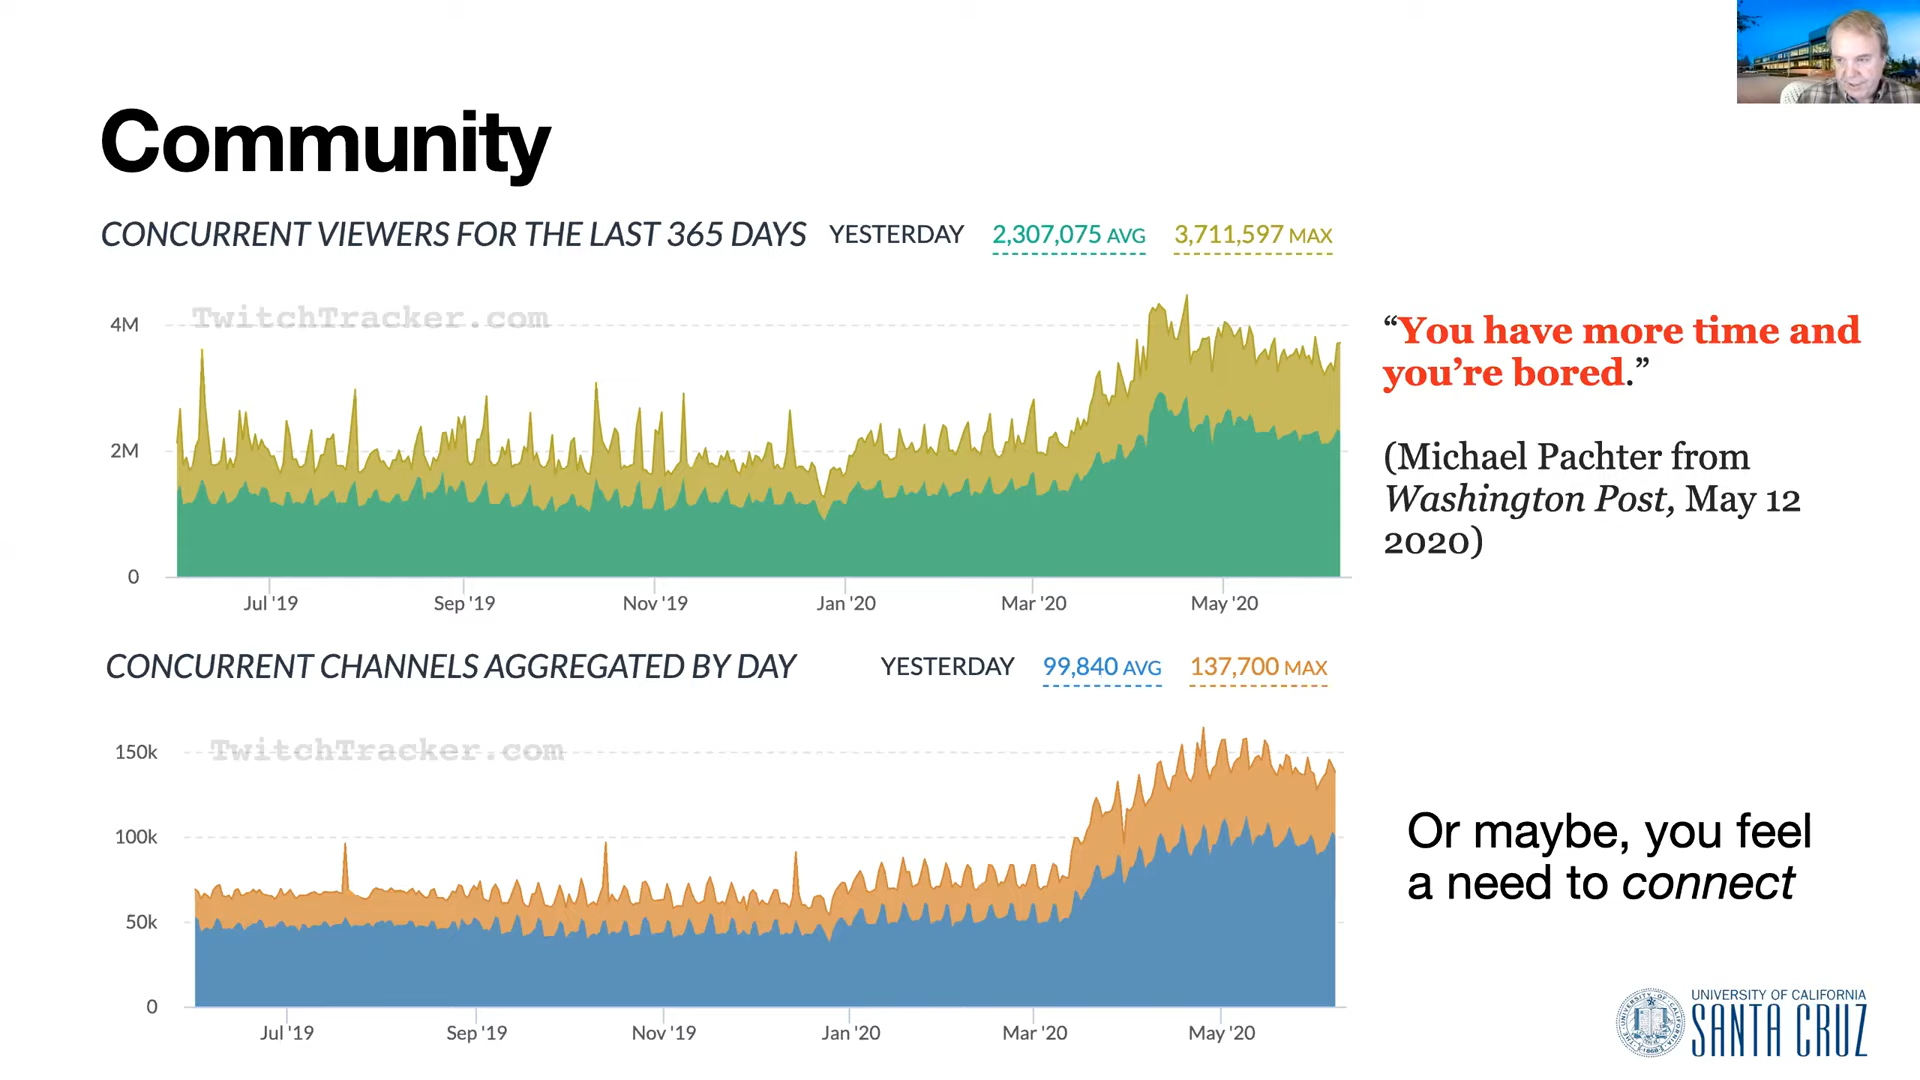 Community
CONCURRENT VIEWERS FOR THE LAST 365 DAYS YESTERDAY 2,307,075 AVG 3,711,597 MAX
TwitchTracker.com
4M
2M
0
Jul '19 Sep '19 Nov '19 Jan '20 Mar '20 May '20
“You have more time and
you’re bored.”
(Michael Pachter from
Washington Post, May 12
2020)
CONCURRENT CHANNELS AGGREGATED BY DAY YESTERDAY 99,840 AVG 137,700 MAX
TwitchTracker.com
150k
100k
50k
0
Jul '19 Sep '19 Nov '19 Jan '20 Mar '20 May '20
Or maybe, you feel
a need to connect
UNIVERSITY OF CALIFORNIA
SANTA CRUZ